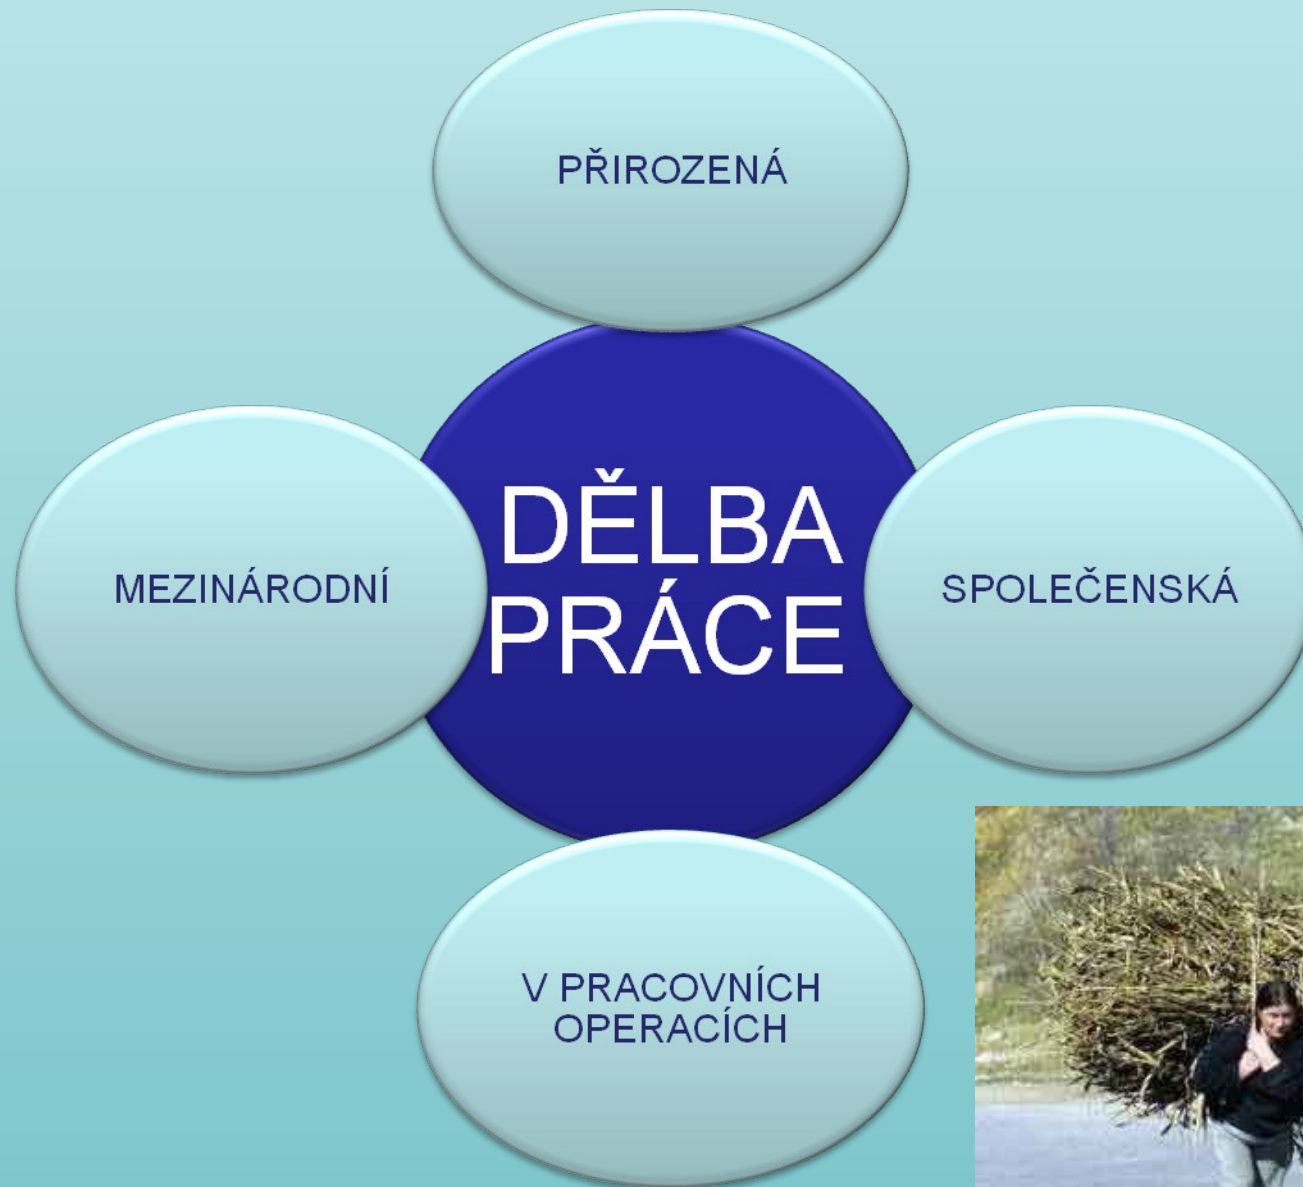 PŘIROZENÁ
DĚLBA
PRÁCE
MEZINÁRODNÍ
SPOLEČENSKÁ
V PRACOVNÍCH
OPERACÍCH